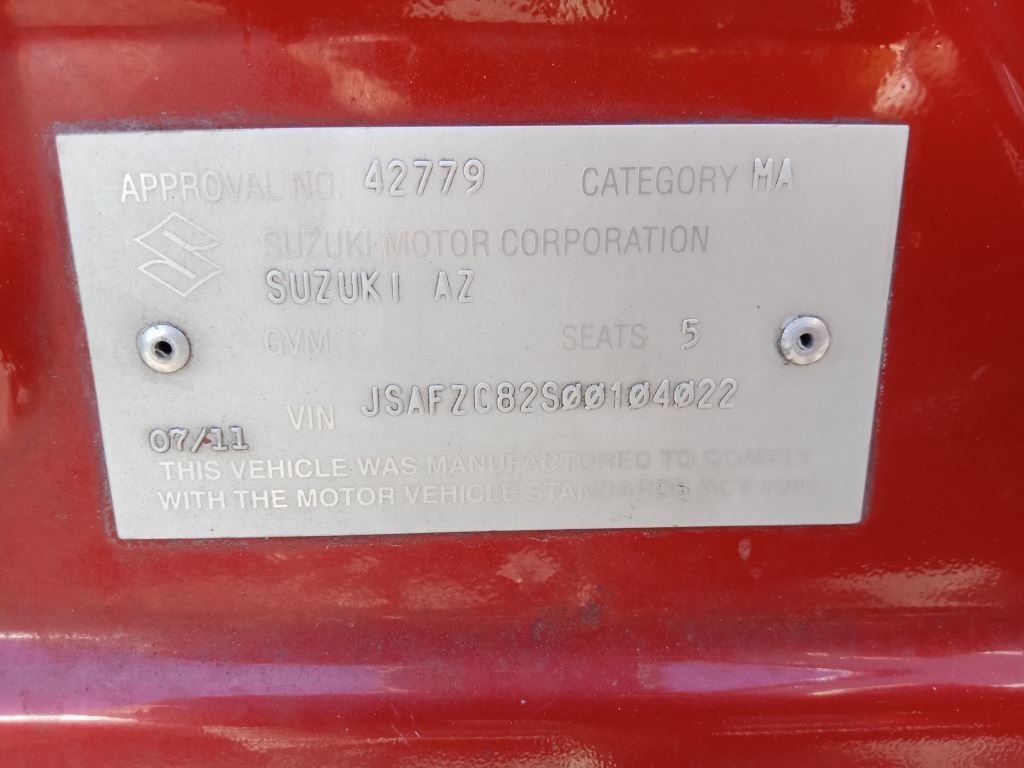 APPROVAL NO. 42779 CATEGORY MA
SUZUKI MOTOR CORPORATION
SUZUKI AZ
GVM SEATS 5
VIN JSAFZC82S00104022
07/11
THIS VEHICLE WAS MANUFACTURED TO COMPLY
WITH THE MOTOR VEHICLE STANDARDS ACT